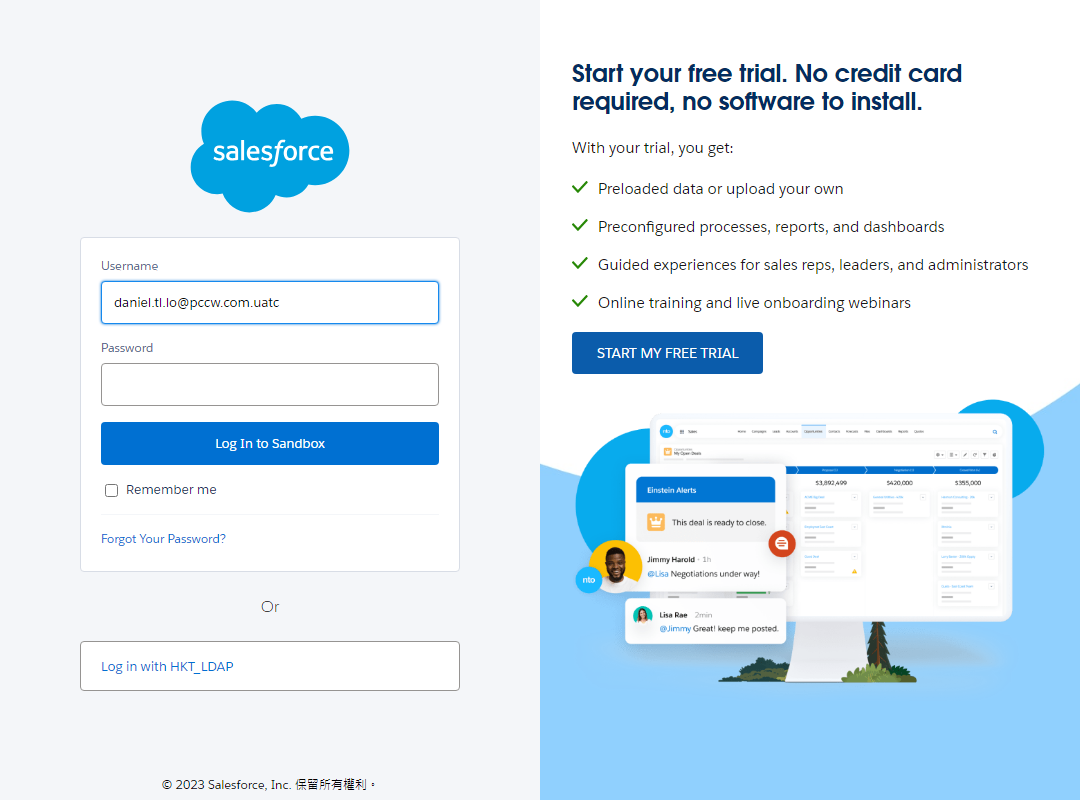 salesforce
Username
daniel.tl.lo@pccw.com.uatc
Password
Log In to Sandbox
Remember me
Forgot Your Password?
Or
Log in with HKT_LDAP
© 2023 Salesforce, Inc. 保留所有權利。
Start your free trial. No credit card
required, no software to install.
With your trial, you get:
Preloaded data or upload your own
Preconfigured processes, reports, and dashboards
Guided experiences for sales reps, leaders, and administrators
Online training and live onboarding webinars
START MY FREE TRIAL
nto
Sales
My Open Deals
$3,892,499
$420,000
$355,000
Einstein Alerts
This deal is ready to close.
Jimmy Harold · 1h
@Lisa Negotiations under way!
nto
Lisa Rae 2min
@Jimmy Great! keep me posted.